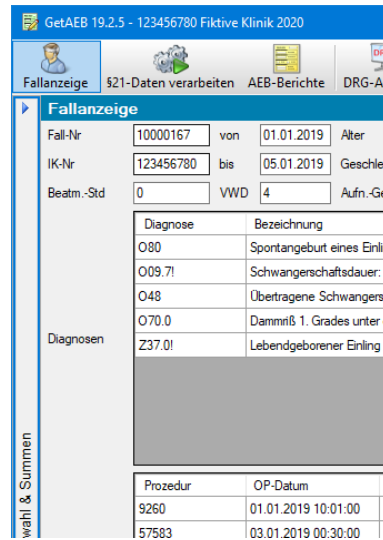 GetAEB 19.2.5 - 123456780 Fiktive Klinik 2020
Fallanzeige §21-Daten verarbeiten AEB-Berichte DRG-A
Fallanzeige
Fall-Nr 10000167 von 01.01.2019 Alter
IK-Nr 123456780 bis 05.01.2019 Geschle
Beatm.-Std 0 VWD 4 Aufn.-Ge
Diagnose Bezeichnung
O80 Spontangeburt eines Einli
O09.7! Schwangerschaftsdauer:
O48 Übertragene Schwangers
O70.0 Dammriß 1. Grades unter
Diagnosen
Z37.0! Lebendgeborener Einling
wahl & Summen
Prozedur OP-Datum
9260 01.01.2019 10:01:00
57583 03.01.2019 00:30:00